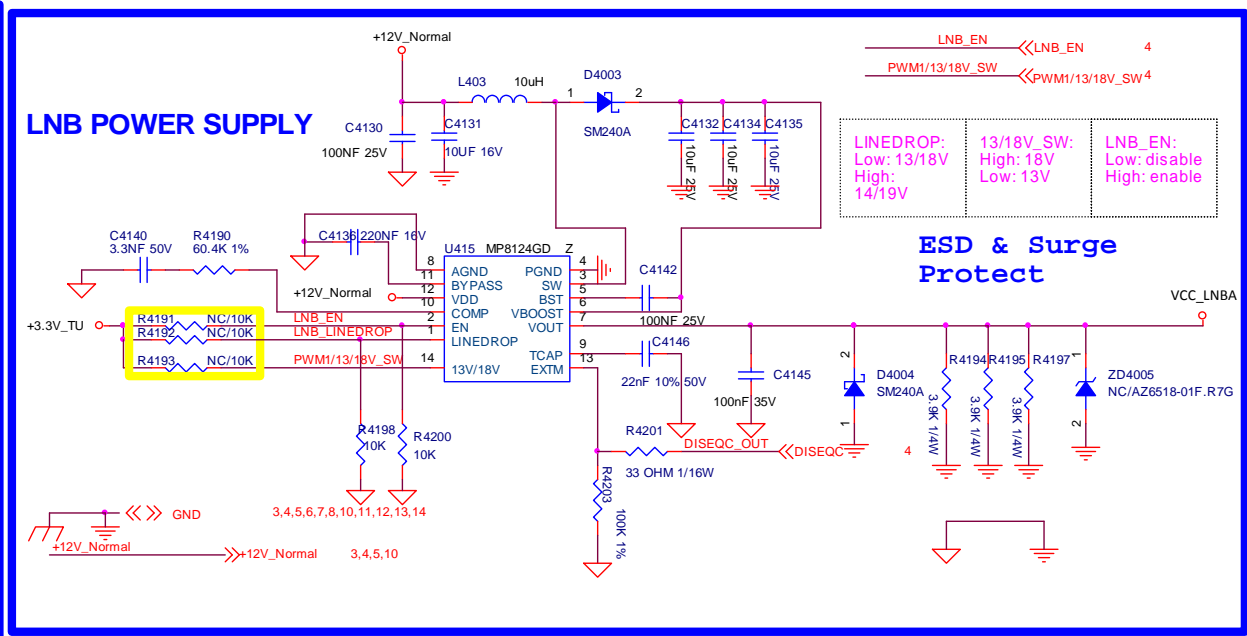 +12V_Normal
LNB_EN
LNB_EN
4
PWM1/13/18V_SW
PWM1/13/18V_SW
4
L403
10uH
D4003
1
2
SM240A
LNB POWER SUPPLY
C4130
100NF 25V
C4131
10UF 16V
C4132
10uF 25V
C4134
10uF 25V
C4135
10uF 25V
LINEDROP:
Low: 13/18V
High:
14/19V
13/18V_SW:
High: 18V
Low: 13V
LNB_EN:
Low: disable
High: enable
ESD & Surge
Protect
C4140
3.3NF 50V
R4190
60.4K 1%
C4136
220NF 16V
+12V_Normal
U415
MP8124GD
Z
8
AGND
11
BYPASS
12
VDD
10
COMP
2
EN
1
LINEDROP
14
13V/18V
PGND
4
SW
3
BST
5
VBOOST
6
VOUT
7
TCAP
9
EXTM
13
C4142
100NF 25V
VCC_LNBA
+3.3V_TU
R4191
NC/10K
LNB_EN
R4192
NC/10K
LNB_LINEDROP
R4193
NC/10K
PWM1/13/18V_SW
C4146
22nF 10% 50V
C4145
100nF 35V
2
D4004
SM240A
1
R4194
3.9K 1/4W
R4195
3.9K 1/4W
R4197
3.9K 1/4W
1
ZD4005
NC/AZ6518-01F.R7G
2
R4198
10K
R4200
10K
R4201
33 OHM 1/16W
DISEQC_OUT
DISEQC
4
R4203
100K 1%
GND
3,4,5,6,7,8,10,11,12,13,14
+12V_Normal
+12V_Normal
3,4,5,10